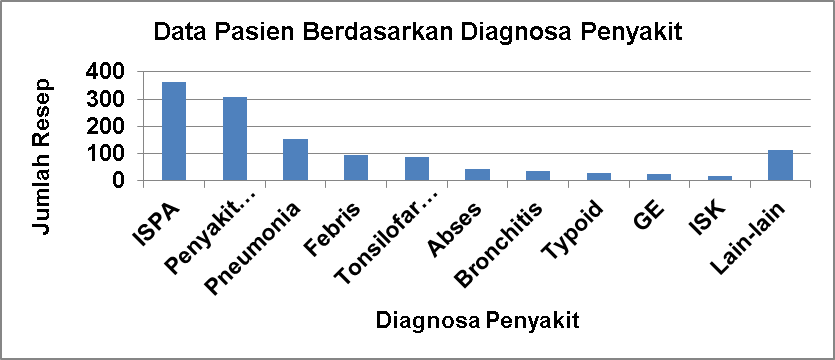 Data Pasien Berdasarkan Diagnosa Penyakit
Jumlah Resep
400
300
200
100
0
ISPA
Penyakit...
Pneumonia
Febris
Tonsilofar...
Abses
Bronchitis
Typoid
GE
ISK
Lain-lain
Diagnosa Penyakit